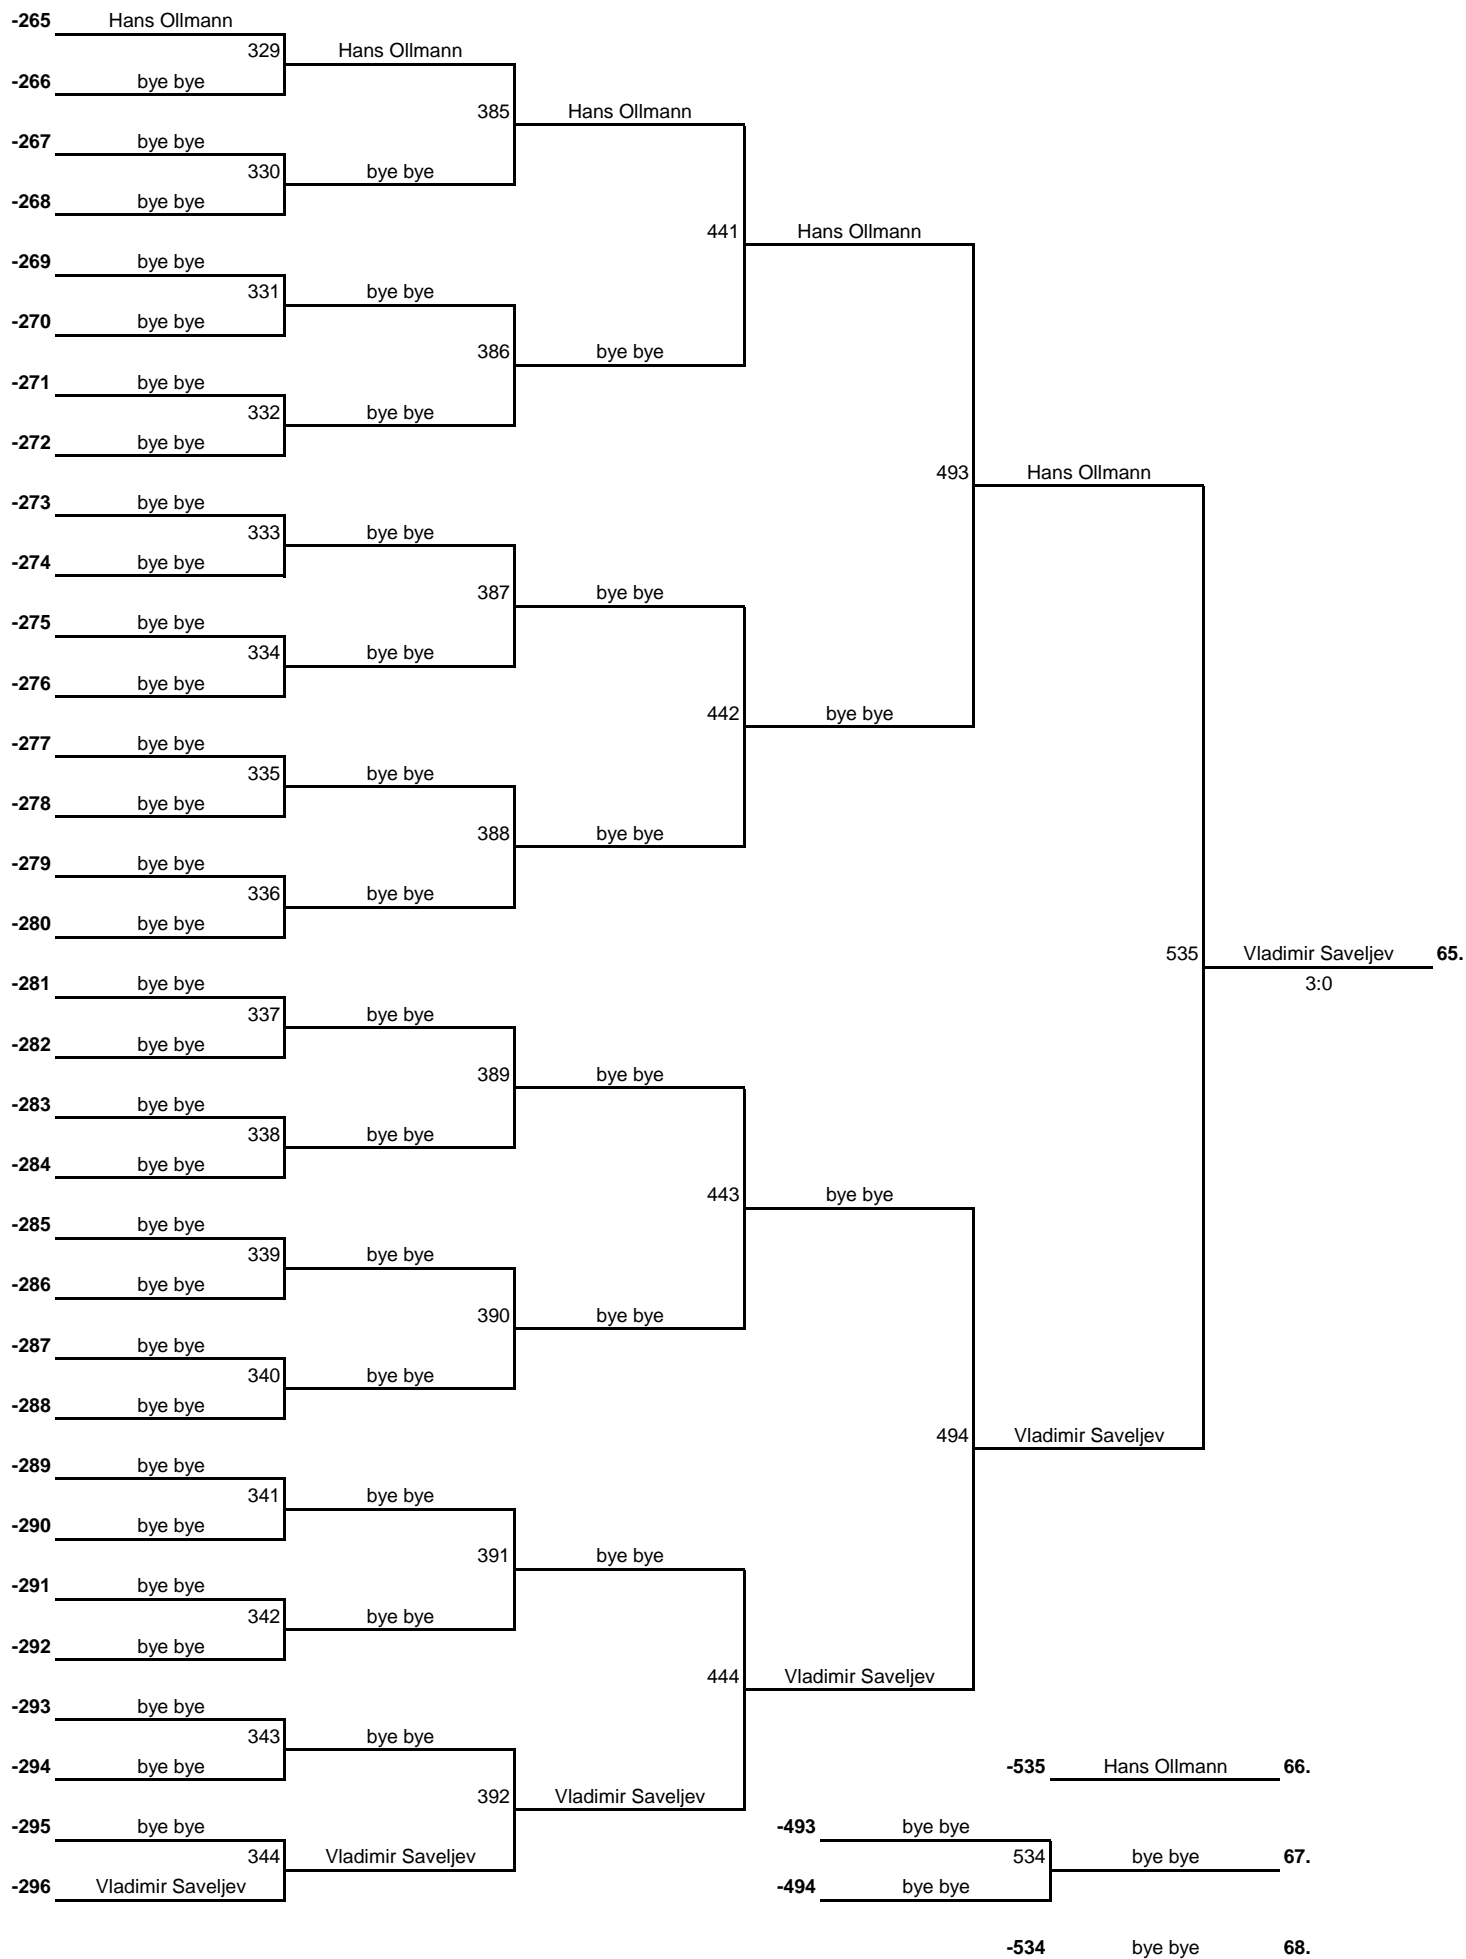 -265 Hans Ollmann
329 Hans Ollmann
-266 bye bye
385 Hans Ollmann
-267 bye bye
330 bye bye
-268 bye bye
441 Hans Ollmann
-269 bye bye
331 bye bye
-270 bye bye
386 bye bye
-271 bye bye
332 bye bye
-272 bye bye
493 Hans Ollmann
-273 bye bye
333 bye bye
-274 bye bye
387 bye bye
-275 bye bye
334 bye bye
-276 bye bye
442 bye bye
-277 bye bye
335 bye bye
-278 bye bye
388 bye bye
-279 bye bye
336 bye bye
-280 bye bye
535 Vladimir Saveljev 65.
-281 bye bye 3:0
337 bye bye
-282 bye bye
389 bye bye
-283 bye bye
338 bye bye
-284 bye bye
443 bye bye
-285 bye bye
339 bye bye
-286 bye bye
390 bye bye
-287 bye bye
340 bye bye
-288 bye bye
494 Vladimir Saveljev
-289 bye bye
341 bye bye
-290 bye bye
391 bye bye
-291 bye bye
342 bye bye
-292 bye bye
444 Vladimir Saveljev
-293 bye bye
343 bye bye
-294 bye bye -535 Hans Ollmann 66.
392 Vladimir Saveljev
-295 bye bye -493 bye bye
344 Vladimir Saveljev 534 bye bye 67.
-296 Vladimir Saveljev -494 bye bye
-534 bye bye 68.